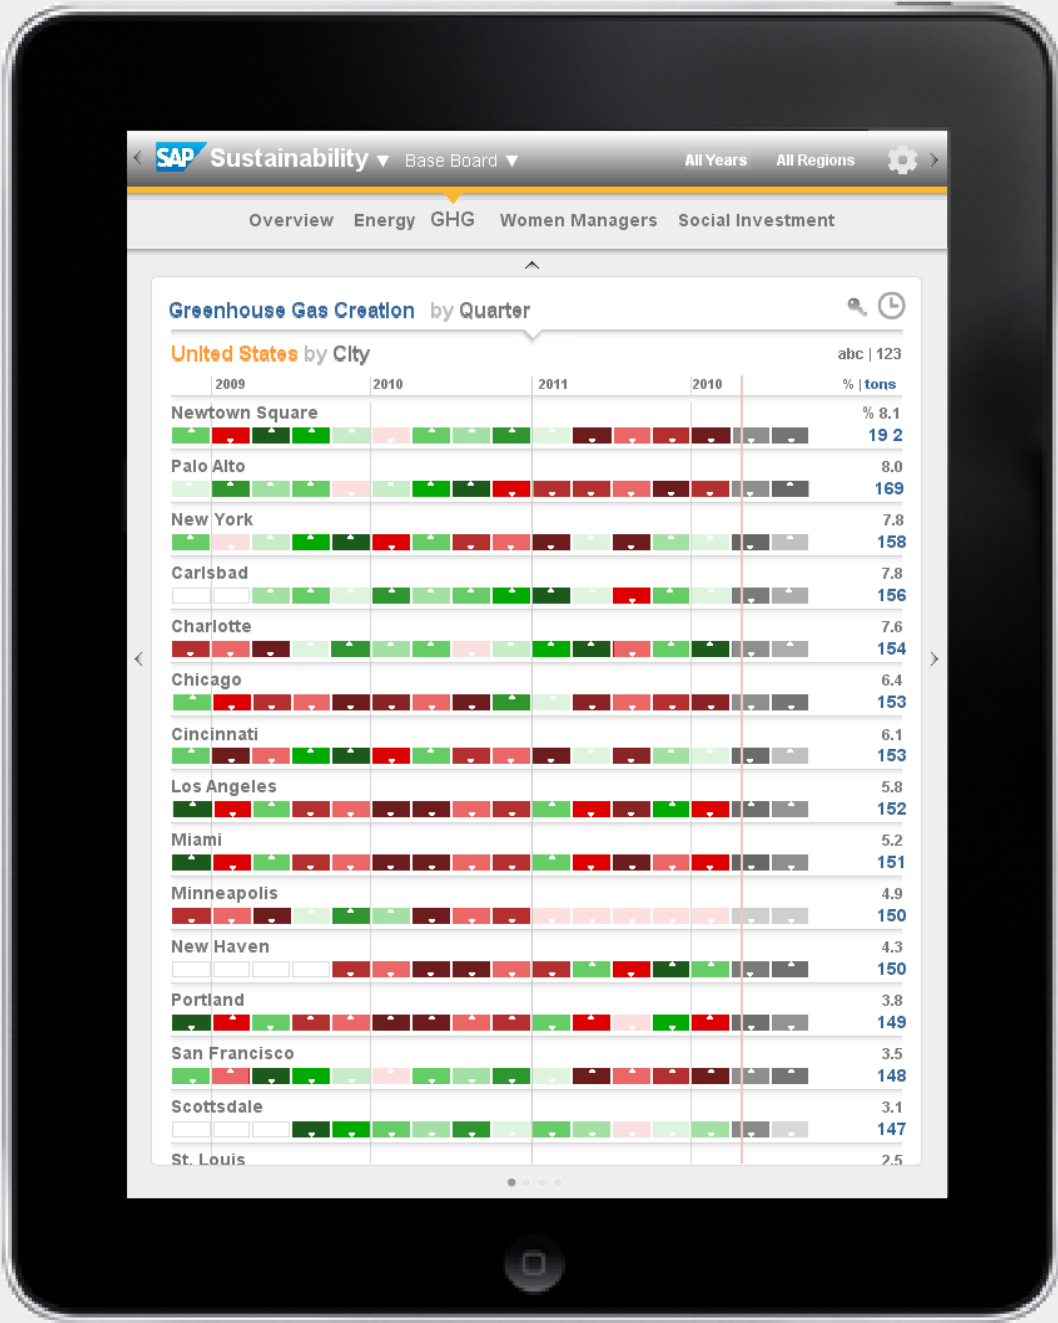 SAP Sustainability ▼ Base Board ▼ All Years All Regions
Overview Energy GHG Women Managers Social Investment
Greenhouse Gas Creation by Quarter
United States by City abc | 123
2009 2010 2011 2010 % | tons
Newtown Square % 8.1
19 2
Palo Alto 8.0
169
New York 7.8
158
Carlsbad 7.8
156
Charlotte 7.6
154
Chicago 6.4
153
Cincinnati 6.1
153
Los Angeles 5.8
152
Miami 5.2
151
Minneapolis 4.9
150
New Haven 4.3
150
Portland 3.8
149
San Francisco 3.5
148
Scottsdale 3.1
147
St. Louis 2.5